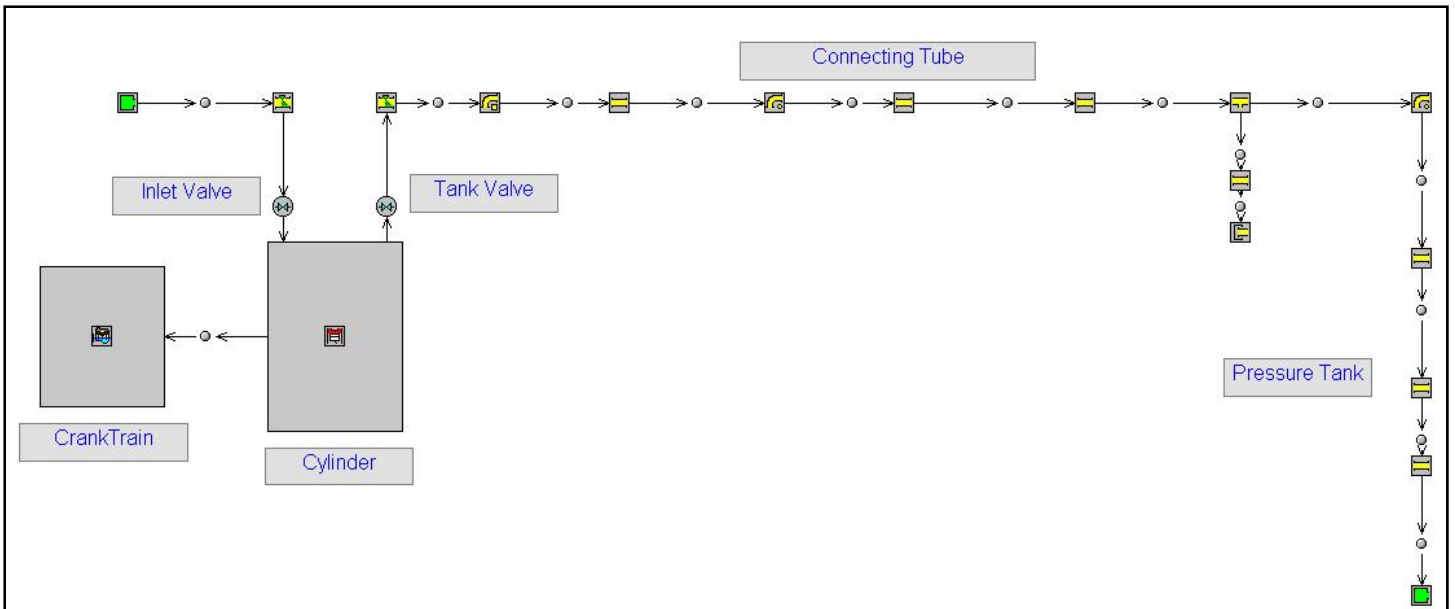 Connecting Tube
Inlet Valve
Tank Valve
Pressure Tank
CrankTrain
Cylinder